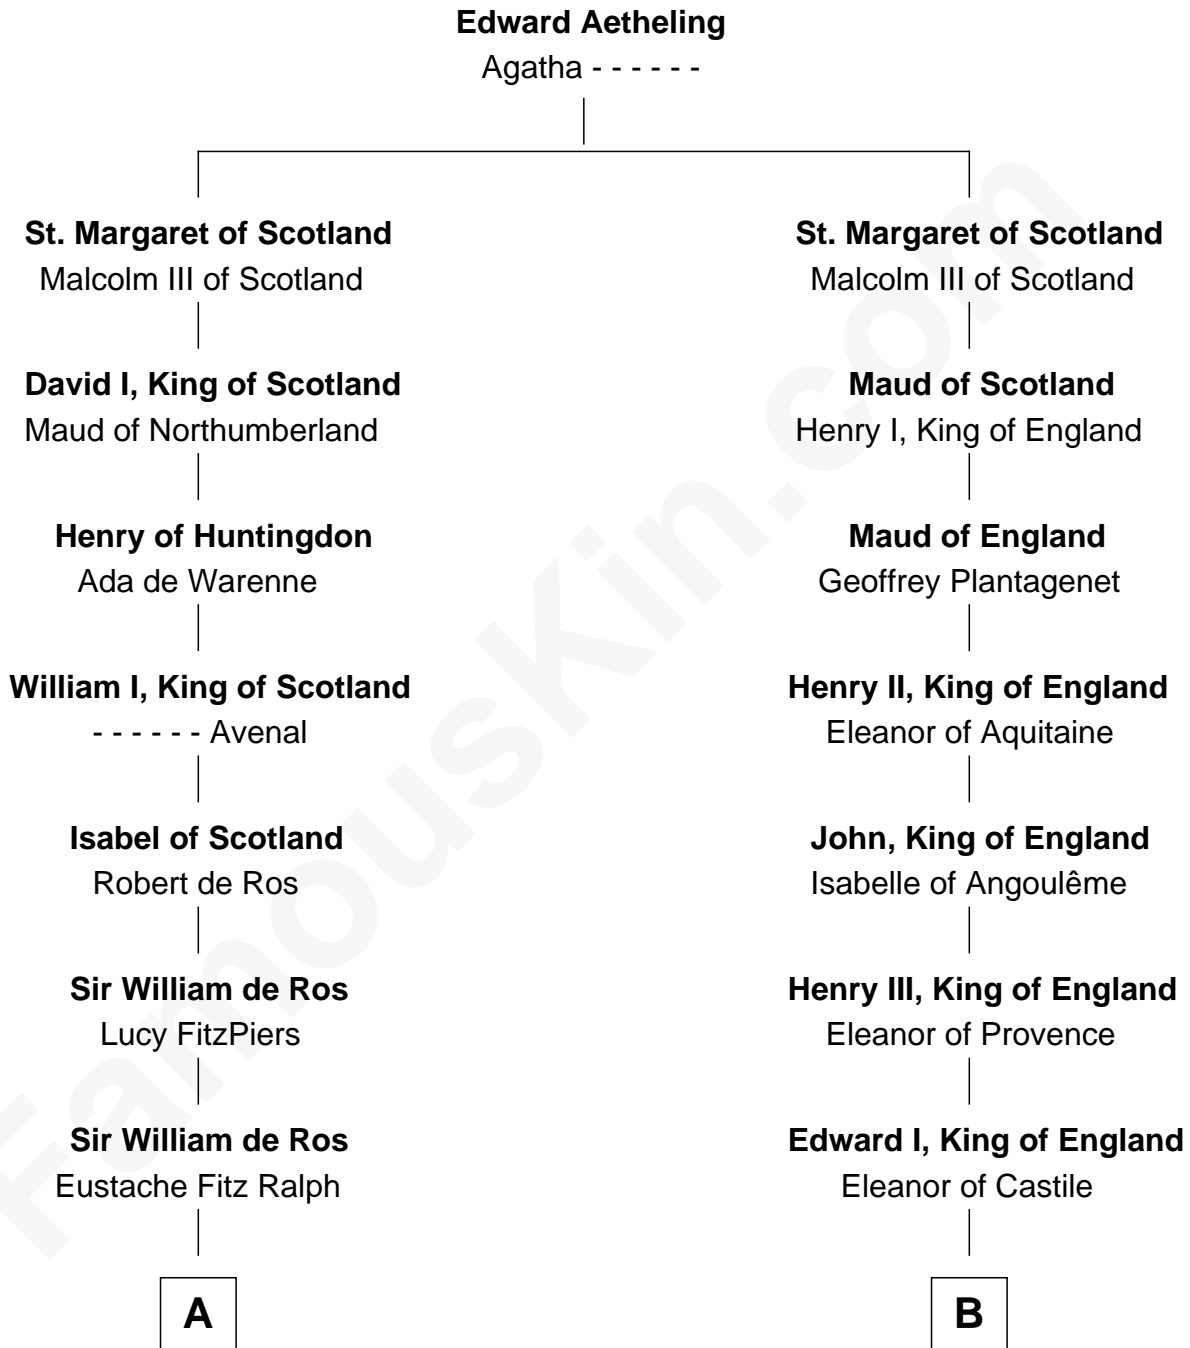 Edward Aetheling
Agatha - - - - - -
St. Margaret of Scotland
Malcolm III of Scotland
St. Margaret of Scotland
Malcolm III of Scotland
David I, King of Scotland
Maud of Northumberland
Maud of Scotland
Henry I, King of England
Henry of Huntingdon
Ada de Warenne
Maud of England
Geoffrey Plantagenet
William I, King of Scotland
- - - - - - Avenal
Henry II, King of England
Eleanor of Aquitaine
Isabel of Scotland
Robert de Ros
John, King of England
Isabelle of Angoulême
Sir William de Ros
Lucy FitzPiers
Henry III, King of England
Eleanor of Provence
Sir William de Ros
Eustache Fitz Ralph
Edward I, King of England
Eleanor of Castile
A
B
FamousKin.com